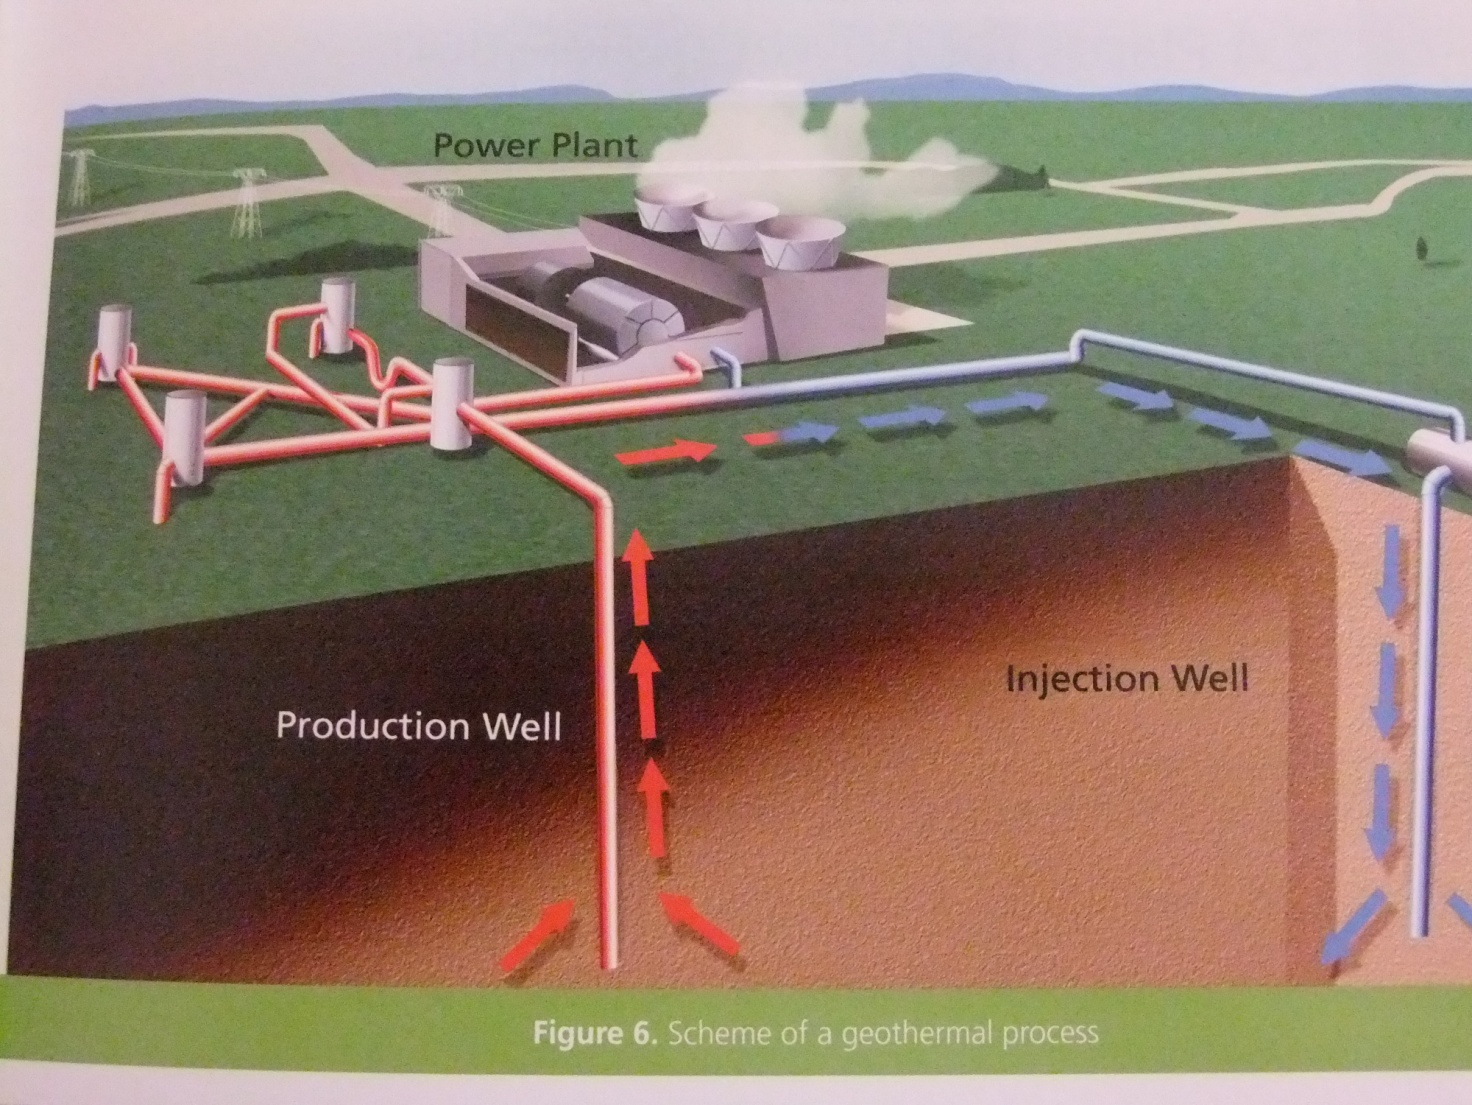 Power Plant
Injection Well
Production Well
Figure 6. Scheme of a geothermal process